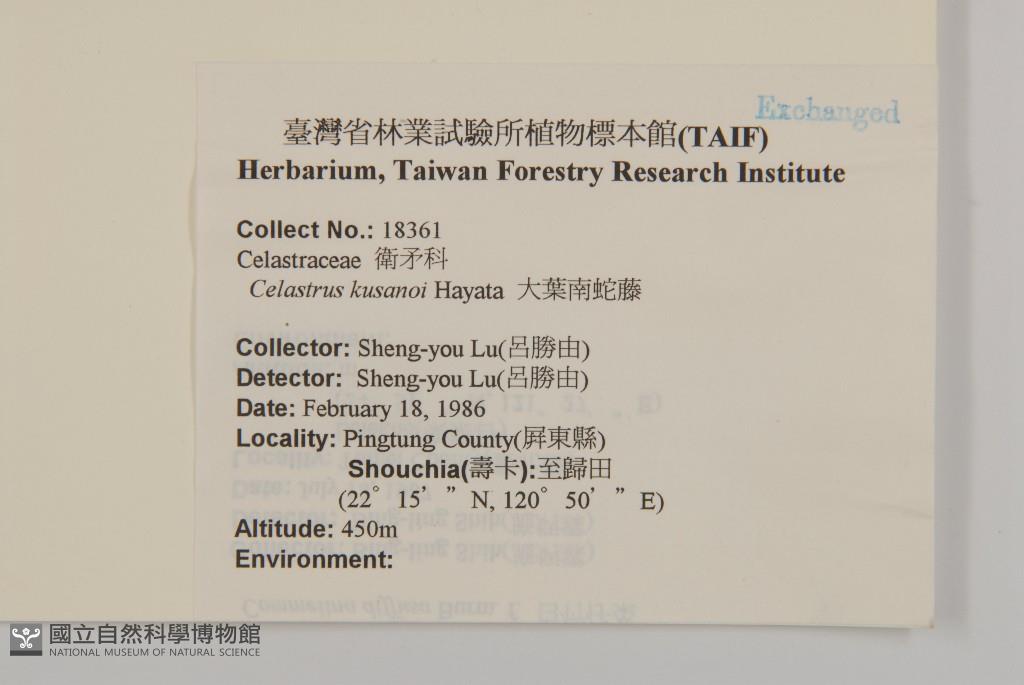 Exchanged
臺灣省林業試驗所植物標本館(TAIF)
Herbarium, Taiwan Forestry Research Institute
Collect No.: 18361
Celastraceae 衛矛科
Celastrus kusanoi Hayata 大葉南蛇藤
Collector: Sheng-you Lu(呂勝由)
Detector: Sheng-you Lu(呂勝由)
Date: February 18, 1986
Locality: Pingtung County(屏東縣)
Shouchia(壽卡):至歸田
(22° 15' " N, 120° 50' " E)
Altitude: 450m
Environment:
國立自然科學博物館
NATIONAL MUSEUM OF NATURAL SCIENCE